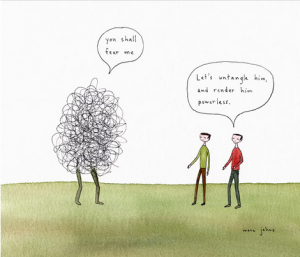 you shall
fear me.
Let's untangle him,
and render him
powerless.
marc johns